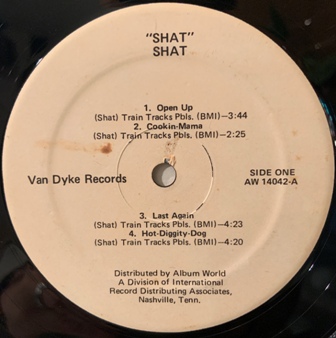 "SHAT"
SHAT
1. Open Up
(Shat) Train Tracks Pbls. (BMI)—3:44
2. Cookin-Mama
(Shat) Train Tracks Pbls. (BMI)—2:25
Van Dyke Records
SIDE ONE
AW 14042-A
3. Last Again
(Shat) Train Tracks Pbls. (BMI)—4:23
4. Hot-Diggity-Dog
(Shat) Train Tracks Pbls. (BMI)—4:20
Distributed by Album World
A Division of International
Record Distributing Associates,
Nashville, Tenn.